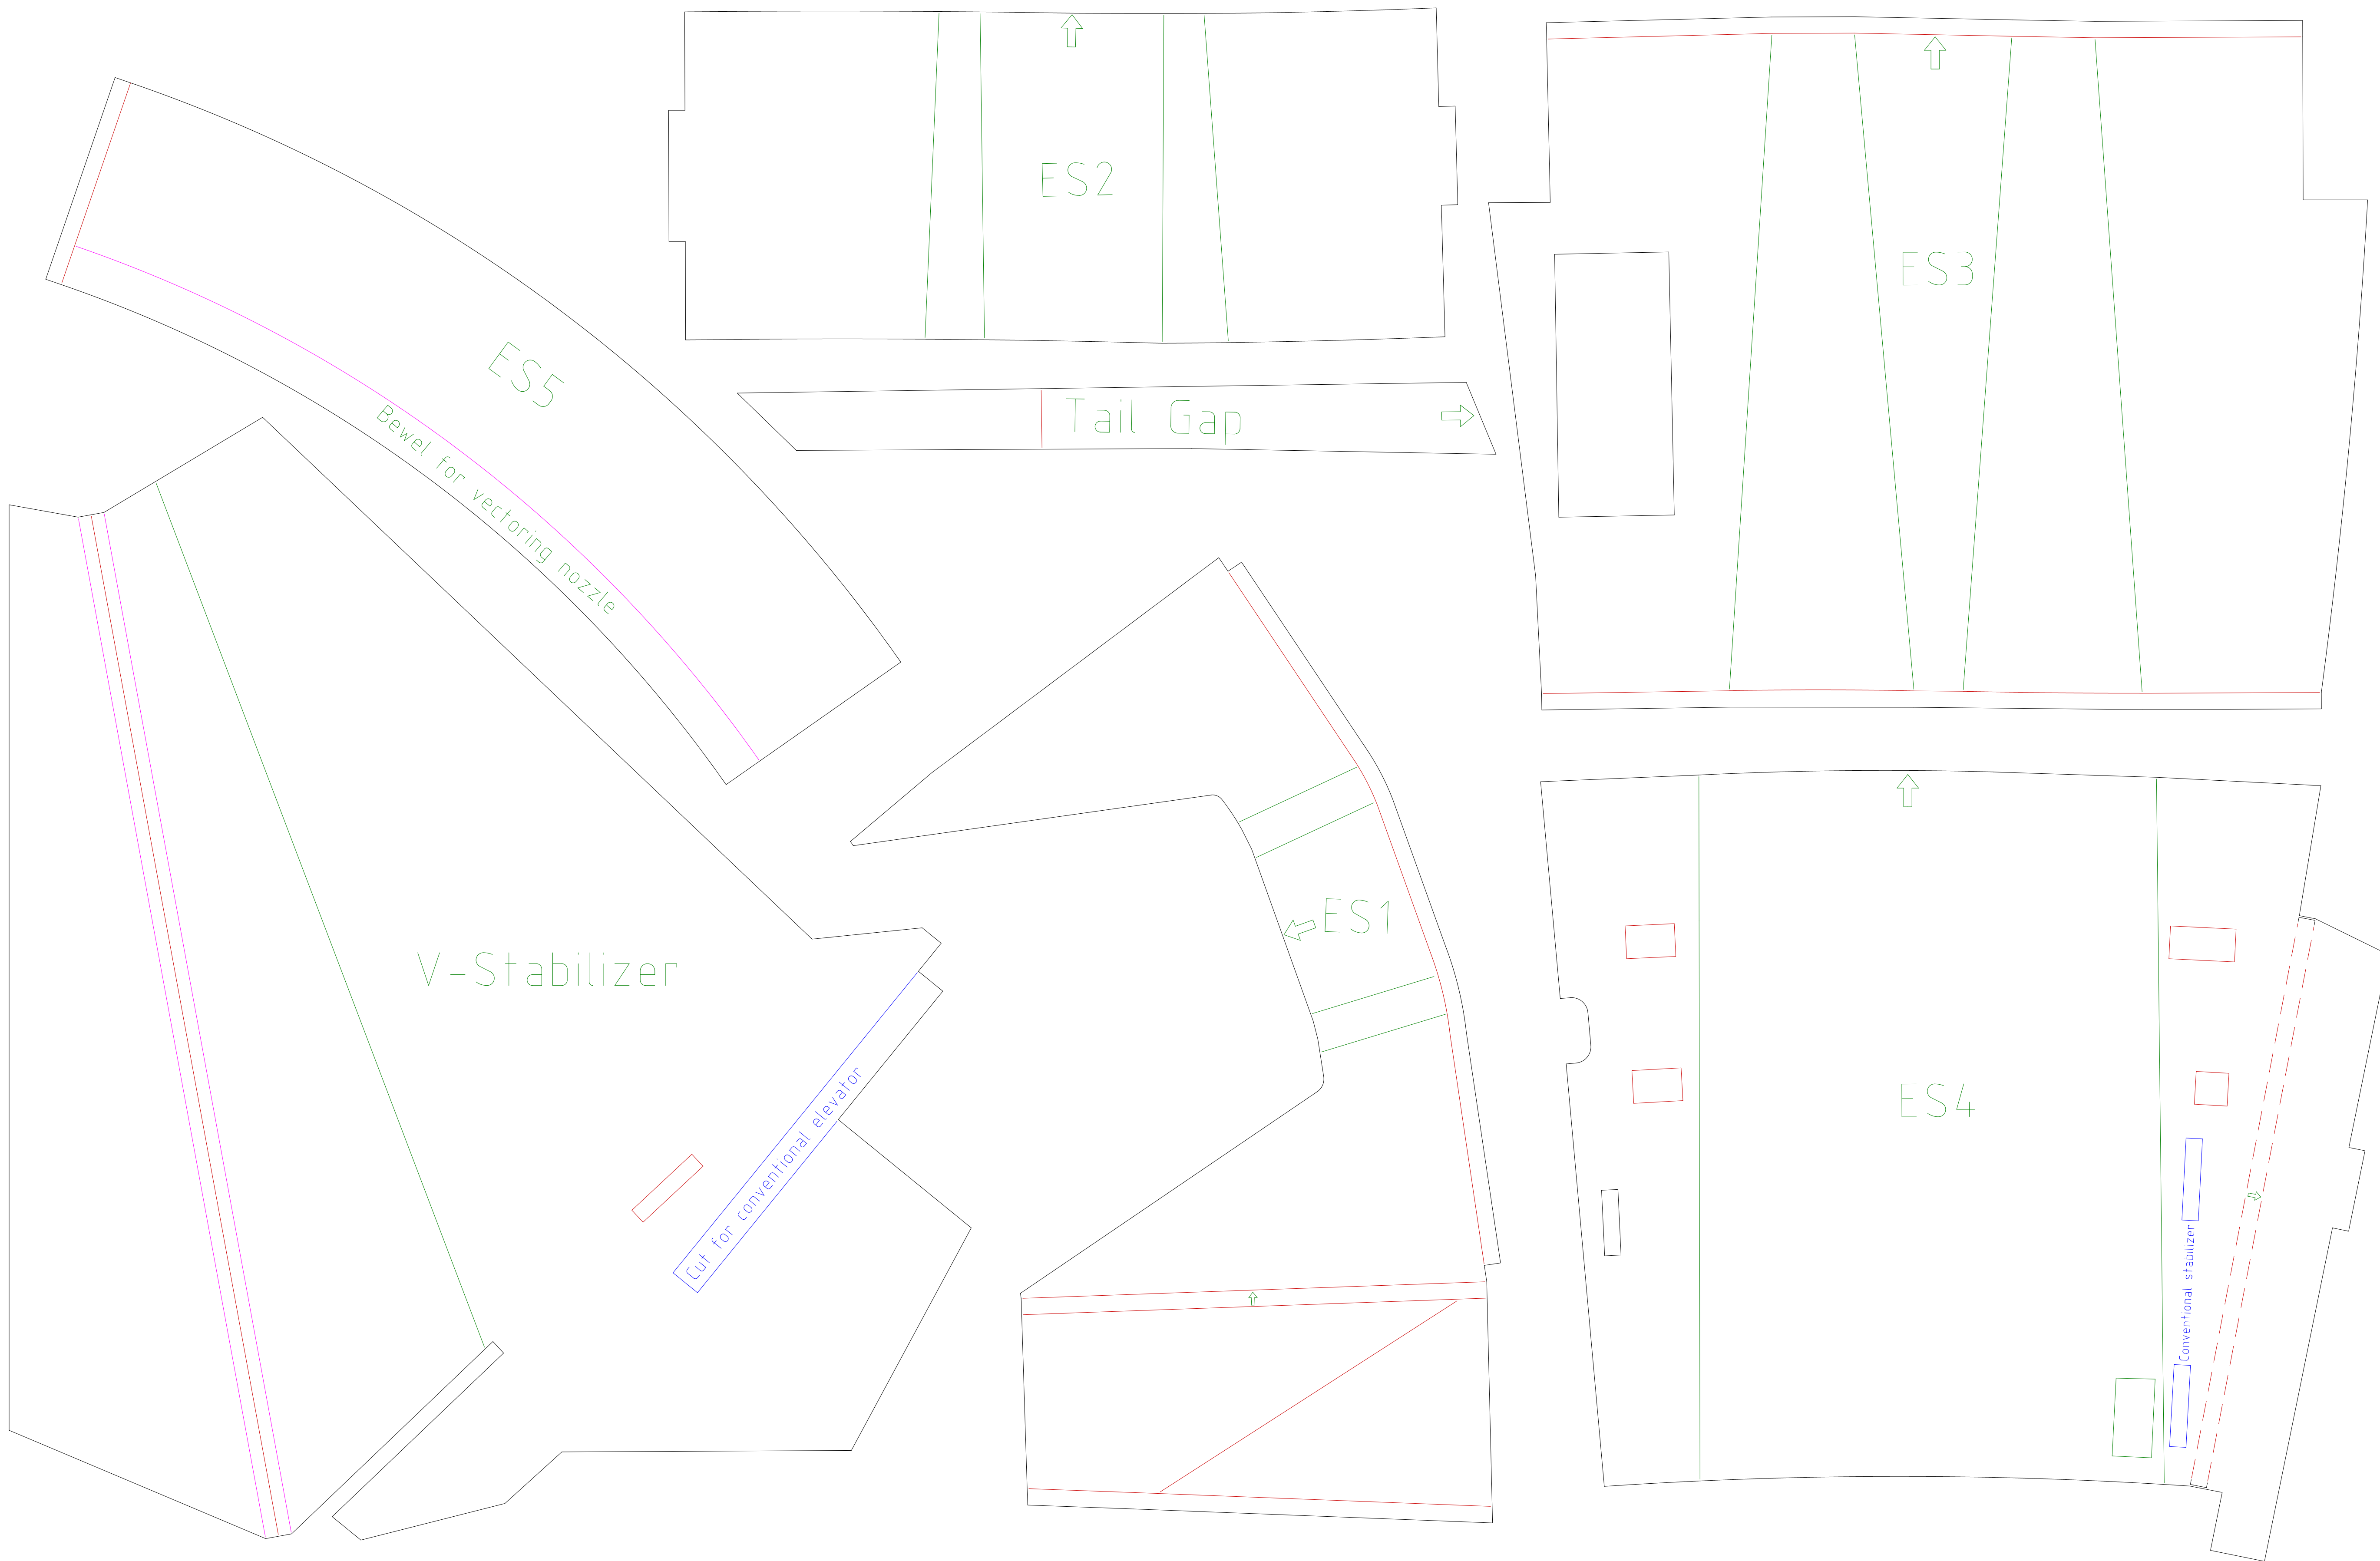 ES2
ES3
ES5
Tail Gap
Bewel for vectoring nozzle
ES1
V-Stabilizer
ES4
Cut for conventional elevator
Conventional stabilizer